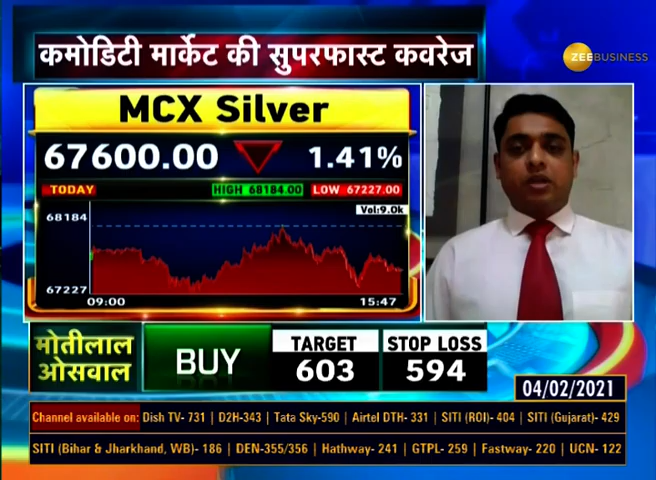 कमोडिटी मार्केट की सुपरफास्ट कवरेज
ZEEBUSINESS
MCX Silver
67600.00 1.41%
TODAY HIGH 68184.00 LOW 67227.00
Vol:9.0k
68184
67227
09:00 15:47
मोतीलाल ओसवाल
BUY
TARGET
603
STOP LOSS
594
04/02/2021
Channel available on: Dish TV- 731 | D2H-343 | Tata Sky-590 | Airtel DTH- 331 | SITI (ROI)- 404 | SITI (Gujarat)- 429
SITI (Bihar & Jharkhand, WB)- 186 | DEN-355/356 | Hathway- 241 | GTPL- 259 | Fastway- 220 | UCN- 122